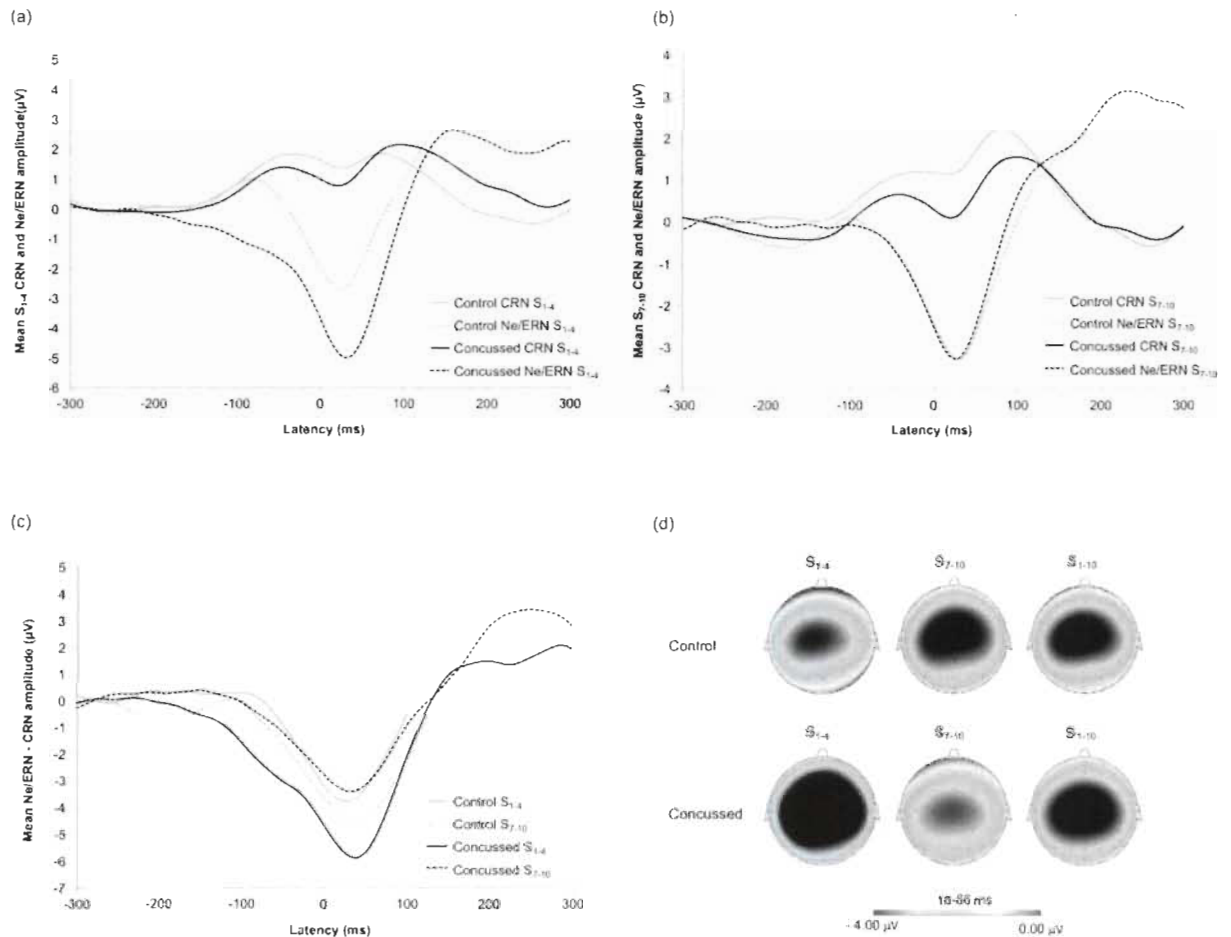 (a)
Mean S1-4 CRN and Ne/ERN amplitude(µV)
5
4
3
2
1
0
-1
-2
-3
-4
-5
-6
-300
-200
-100
0
100
200
300
Latency (ms)
Control CRN S1-4
Control Ne/ERN S1-4
Concussed CRN S1-4
Concussed Ne/ERN S1-4
(b)
Mean S7-10 CRN and Ne/ERN amplitude (µV)
4
3
2
1
0
-1
-2
-3
-4
-300
-200
-100
0
100
200
300
Latency (ms)
Control CRN S7-10
Control Ne/ERN S7-10
Concussed CRN S7-10
Concussed Ne/ERN S7-10
(c)
Mean Ne/ERN - CRN amplitude (µV)
5
4
3
2
1
0
-1
-2
-3
-4
-5
-6
-7
-300
-200
-100
0
100
200
300
Latency (ms)
Control S1-4
Control S7-10
Concussed S1-4
Concussed S7-10
(d)
S1-4
S7-10
S1-10
Control
S1-4
S7-10
S1-10
Concussed
-4.00 µV
0.00 µV